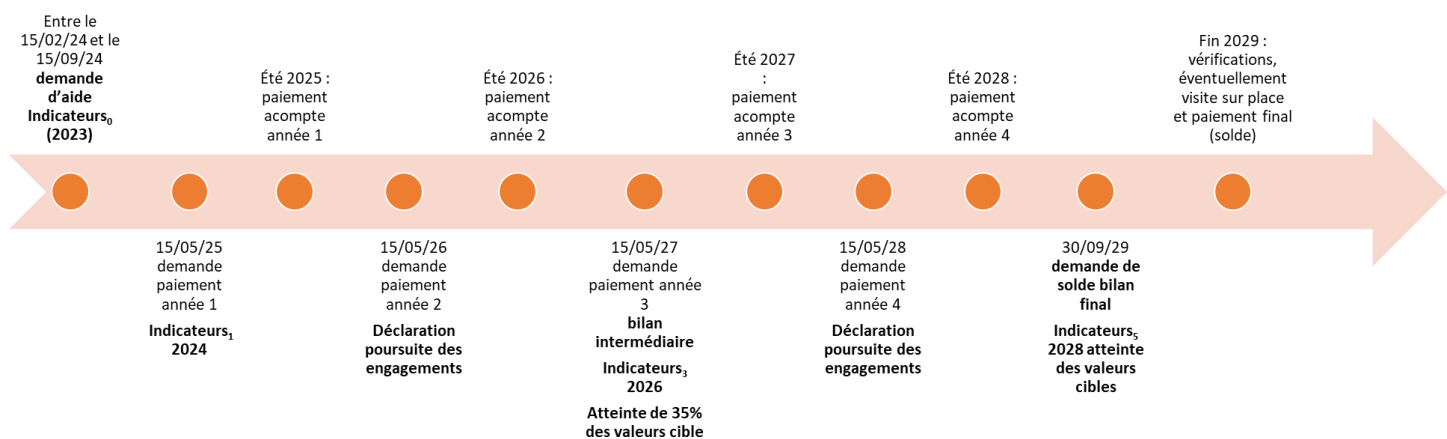 Entre le
15/02/24 et le
15/09/24
demande
d’aide
Indicateurs₀
(2023)
15/05/25
demande
paiement
année 1
Indicateurs₁
2024
Été 2025 :
paiement
acompte
année 1
15/05/26
demande
paiement
année 2
Déclaration
poursuite des
engagements
Été 2026 :
paiement
acompte
année 2
15/05/27
demande
paiement année
3
bilan
intermédiaire
Indicateurs₃
2026
Atteinte de 35%
des valeurs cible
Été 2027
:
paiement
acompte
année 3
15/05/28
demande
paiement
année 4
Déclaration
poursuite des
engagements
Été 2028 :
paiement
acompte
année 4
30/09/29
demande de
solde bilan
final
Indicateurs₅
2028 atteinte
des valeurs
cibles
Fin 2029 :
vérifications,
éventuellement
visite sur place
et paiement final
(solde)